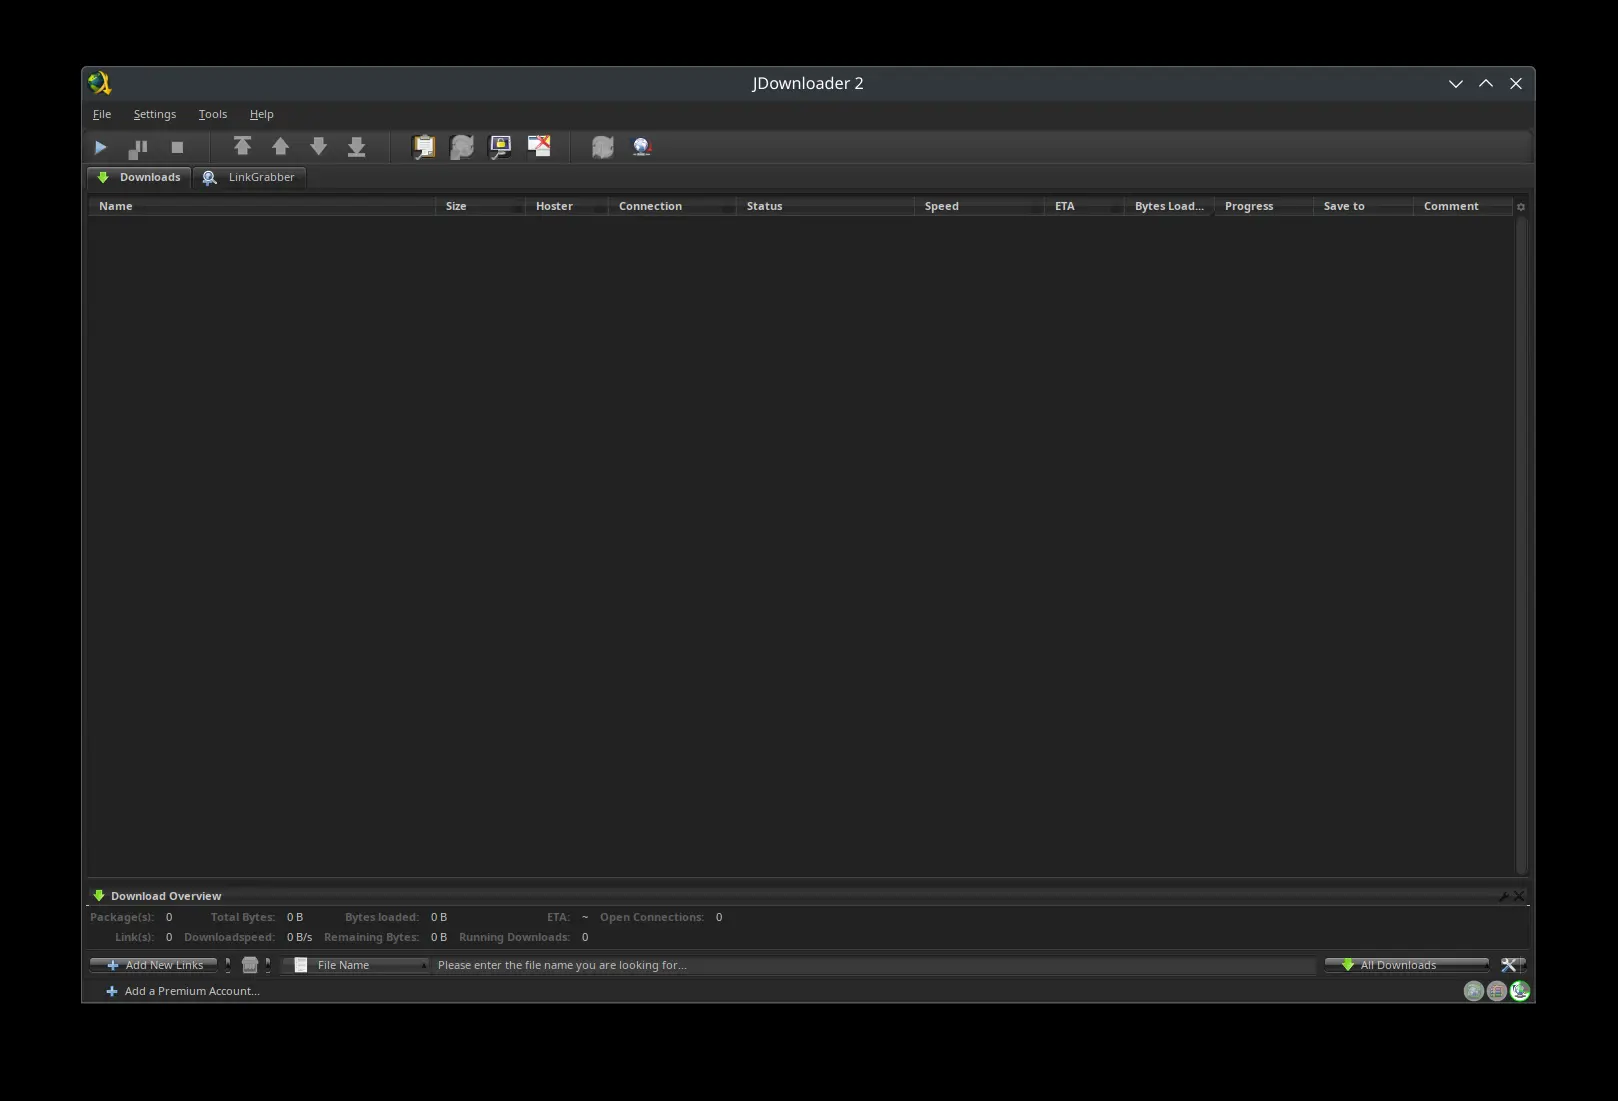 JDownloader 2
File Settings Tools Help
Downloads LinkGrabber
Name Size Hoster Connection Status Speed ETA Bytes Load... Progress Save to Comment
Download Overview
Package(s): 0 Total Bytes: 0 B Bytes loaded: 0 B ETA: ~ Open Connections: 0
Link(s): 0 Downloadspeed: 0 B/s Remaining Bytes: 0 B Running Downloads: 0
Add New Links File Name Please enter the file name you are looking for... All Downloads
Add a Premium Account...